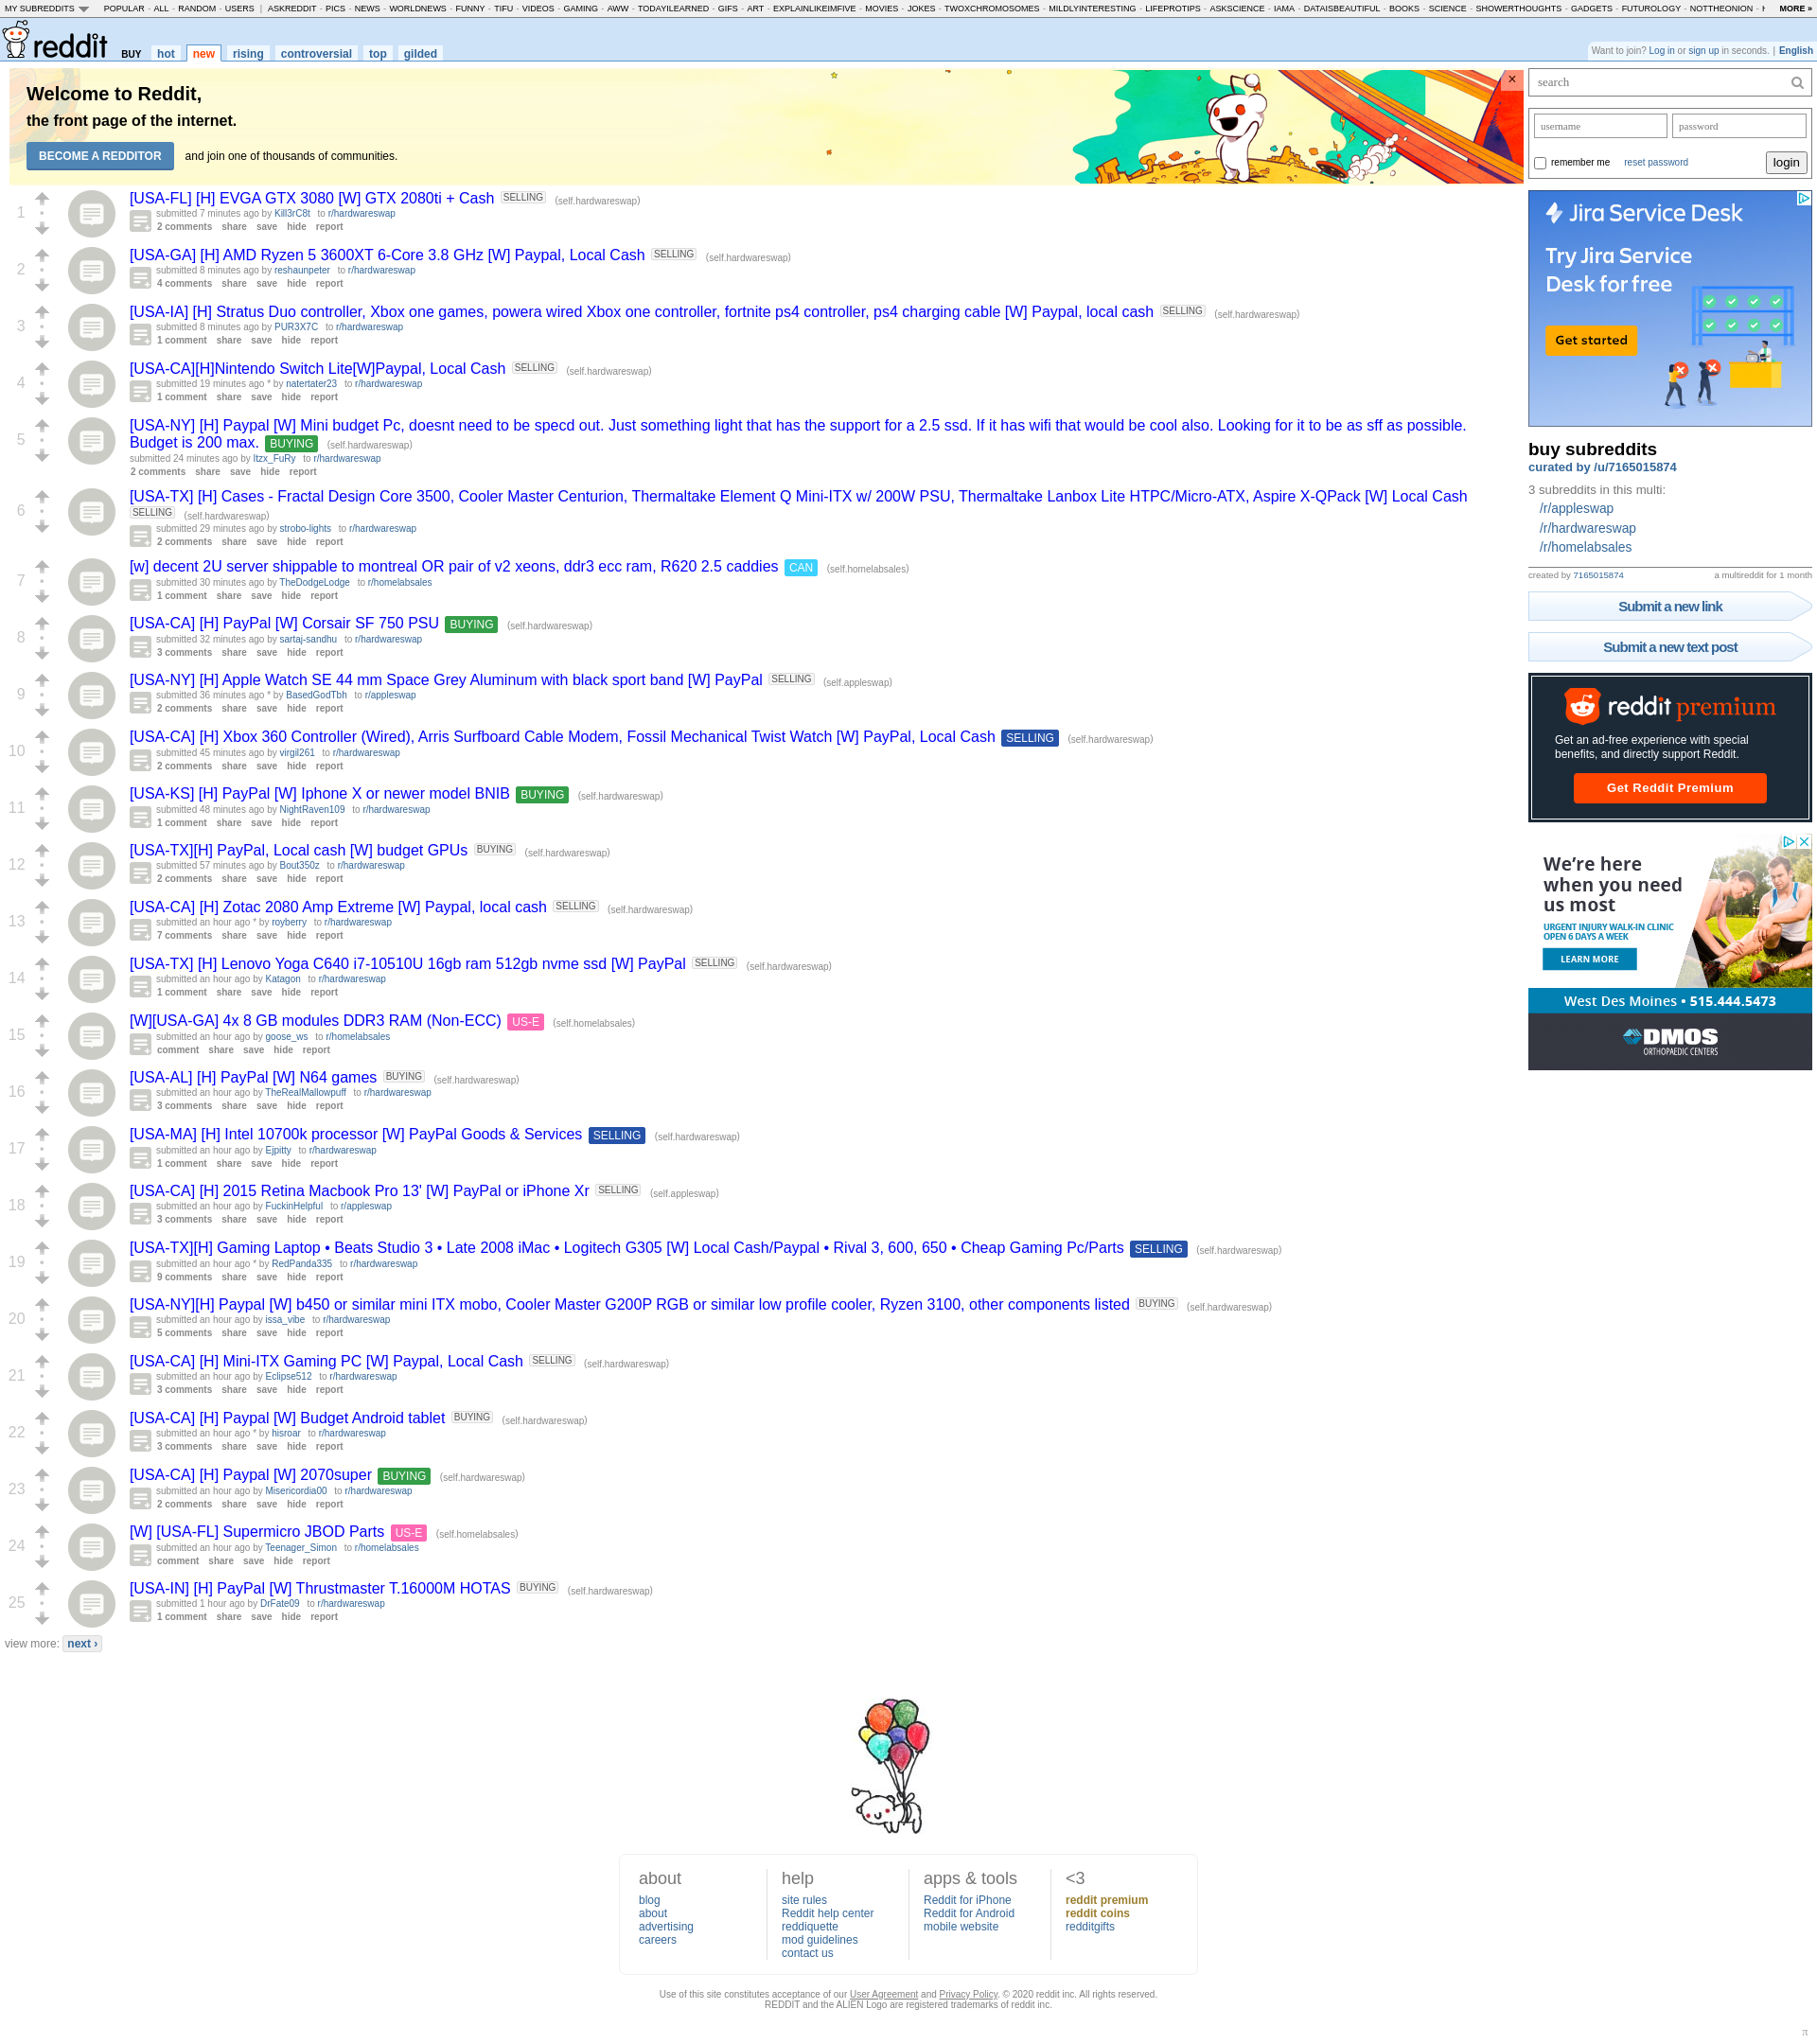 MY SUBREDDITS POPULAR - ALL - RANDOM - USERS | ASKREDDIT - PICS - NEWS - WORLDNEWS - FUNNY - TIFU - VIDEOS - GAMING - AWW - TODAYILEARNED - GIFS - ART - EXPLAINLIKEIMFIVE - MOVIES - JOKES - TWOXCHROMOSOMES - MILDLYINTERESTING - LIFEPROTIPS - ASKSCIENCE - IAMA - DATAISBEAUTIFUL - BOOKS - SCIENCE - SHOWERTHOUGHTS - GADGETS - FUTUROLOGY - NOTTHEONION - MORE »
reddit BUY hot new rising controversial top gilded
Want to join? Log in or sign up in seconds. | English
Welcome to Reddit,
the front page of the internet.
BECOME A REDDITOR and join one of thousands of communities.
1
[USA-FL] [H] EVGA GTX 3080 [W] GTX 2080ti + Cash SELLING (self.hardwareswap)
submitted 7 minutes ago by Kill3rC8t to r/hardwareswap
2 comments share save hide report
2
[USA-GA] [H] AMD Ryzen 5 3600XT 6-Core 3.8 GHz [W] Paypal, Local Cash SELLING (self.hardwareswap)
submitted 8 minutes ago by reshaunpeter to r/hardwareswap
4 comments share save hide report
3
[USA-IA] [H] Stratus Duo controller, Xbox one games, powera wired Xbox one controller, fortnite ps4 controller, ps4 charging cable [W] Paypal, local cash SELLING (self.hardwareswap)
submitted 8 minutes ago by PUR3X7C to r/hardwareswap
1 comment share save hide report
4
[USA-CA][H]Nintendo Switch Lite[W]Paypal, Local Cash SELLING (self.hardwareswap)
submitted 19 minutes ago * by natertater23 to r/hardwareswap
1 comment share save hide report
5
[USA-NY] [H] Paypal [W] Mini budget Pc, doesnt need to be specd out. Just something light that has the support for a 2.5 ssd. If it has wifi that would be cool also. Looking for it to be as sff as possible.
Budget is 200 max. BUYING (self.hardwareswap)
submitted 24 minutes ago by Itzx_FuRy to r/hardwareswap
2 comments share save hide report
6
[USA-TX] [H] Cases - Fractal Design Core 3500, Cooler Master Centurion, Thermaltake Element Q Mini-ITX w/ 200W PSU, Thermaltake Lanbox Lite HTPC/Micro-ATX, Aspire X-QPack [W] Local Cash
SELLING (self.hardwareswap)
submitted 29 minutes ago by strobo-lights to r/hardwareswap
2 comments share save hide report
7
[w] decent 2U server shippable to montreal OR pair of v2 xeons, ddr3 ecc ram, R620 2.5 caddies CAN (self.homelabsales)
submitted 30 minutes ago by TheDodgeLodge to r/homelabsales
1 comment share save hide report
8
[USA-CA] [H] PayPal [W] Corsair SF 750 PSU BUYING (self.hardwareswap)
submitted 32 minutes ago by sartaj-sandhu to r/hardwareswap
3 comments share save hide report
9
[USA-NY] [H] Apple Watch SE 44 mm Space Grey Aluminum with black sport band [W] PayPal SELLING (self.appleswap)
submitted 36 minutes ago * by BasedGodTbh to r/appleswap
2 comments share save hide report
10
[USA-CA] [H] Xbox 360 Controller (Wired), Arris Surfboard Cable Modem, Fossil Mechanical Twist Watch [W] PayPal, Local Cash SELLING (self.hardwareswap)
submitted 45 minutes ago by virgil261 to r/hardwareswap
2 comments share save hide report
11
[USA-KS] [H] PayPal [W] Iphone X or newer model BNIB BUYING (self.hardwareswap)
submitted 48 minutes ago by NightRaven109 to r/hardwareswap
1 comment share save hide report
12
[USA-TX][H] PayPal, Local cash [W] budget GPUs BUYING (self.hardwareswap)
submitted 57 minutes ago by Bout350z to r/hardwareswap
2 comments share save hide report
13
[USA-CA] [H] Zotac 2080 Amp Extreme [W] Paypal, local cash SELLING (self.hardwareswap)
submitted an hour ago * by royberry to r/hardwareswap
7 comments share save hide report
14
[USA-TX] [H] Lenovo Yoga C640 i7-10510U 16gb ram 512gb nvme ssd [W] PayPal SELLING (self.hardwareswap)
submitted an hour ago by Katagon to r/hardwareswap
1 comment share save hide report
15
[W][USA-GA] 4x 8 GB modules DDR3 RAM (Non-ECC) US-E (self.homelabsales)
submitted an hour ago by goose_ws to r/homelabsales
comment share save hide report
16
[USA-AL] [H] PayPal [W] N64 games BUYING (self.hardwareswap)
submitted an hour ago by TheRealMallowpuff to r/hardwareswap
3 comments share save hide report
17
[USA-MA] [H] Intel 10700k processor [W] PayPal Goods & Services SELLING (self.hardwareswap)
submitted an hour ago by Ejpitty to r/hardwareswap
1 comment share save hide report
18
[USA-CA] [H] 2015 Retina Macbook Pro 13' [W] PayPal or iPhone Xr SELLING (self.appleswap)
submitted an hour ago by FuckinHelpful to r/appleswap
3 comments share save hide report
19
[USA-TX][H] Gaming Laptop • Beats Studio 3 • Late 2008 iMac • Logitech G305 [W] Local Cash/Paypal • Rival 3, 600, 650 • Cheap Gaming Pc/Parts SELLING (self.hardwareswap)
submitted an hour ago * by RedPanda335 to r/hardwareswap
9 comments share save hide report
20
[USA-NY][H] Paypal [W] b450 or similar mini ITX mobo, Cooler Master G200P RGB or similar low profile cooler, Ryzen 3100, other components listed BUYING (self.hardwareswap)
submitted an hour ago by issa_vibe to r/hardwareswap
5 comments share save hide report
21
[USA-CA] [H] Mini-ITX Gaming PC [W] Paypal, Local Cash SELLING (self.hardwareswap)
submitted an hour ago by Eclipse512 to r/hardwareswap
3 comments share save hide report
22
[USA-CA] [H] Paypal [W] Budget Android tablet BUYING (self.hardwareswap)
submitted an hour ago * by hisroar to r/hardwareswap
3 comments share save hide report
23
[USA-CA] [H] Paypal [W] 2070super BUYING (self.hardwareswap)
submitted an hour ago by Misericordia00 to r/hardwareswap
2 comments share save hide report
24
[W] [USA-FL] Supermicro JBOD Parts US-E (self.homelabsales)
submitted an hour ago by Teenager_Simon to r/homelabsales
comment share save hide report
25
[USA-IN] [H] PayPal [W] Thrustmaster T.16000M HOTAS BUYING (self.hardwareswap)
submitted 1 hour ago by DrFate09 to r/hardwareswap
1 comment share save hide report
view more: next ›
search
username password
remember me reset password login
Jira Service Desk
Try Jira Service
Desk for free
Get started
buy subreddits
curated by /u/7165015874
3 subreddits in this multi:
/r/appleswap
/r/hardwareswap
/r/homelabsales
created by 7165015874 a multireddit for 1 month
Submit a new link
Submit a new text post
reddit premium
Get an ad-free experience with special
benefits, and directly support Reddit.
Get Reddit Premium
We're here
when you need
us most
URGENT INJURY WALK-IN CLINIC
OPEN 6 DAYS A WEEK
LEARN MORE
West Des Moines • 515.444.5473
DMOS
ORTHOPAEDIC CENTERS
about
blog
about
advertising
careers
help
site rules
Reddit help center
reddiquette
mod guidelines
contact us
apps & tools
Reddit for iPhone
Reddit for Android
mobile website
<3
reddit premium
reddit coins
redditgifts
Use of this site constitutes acceptance of our User Agreement and Privacy Policy. © 2020 reddit inc. All rights reserved.
REDDIT and the ALIEN Logo are registered trademarks of reddit inc.
π